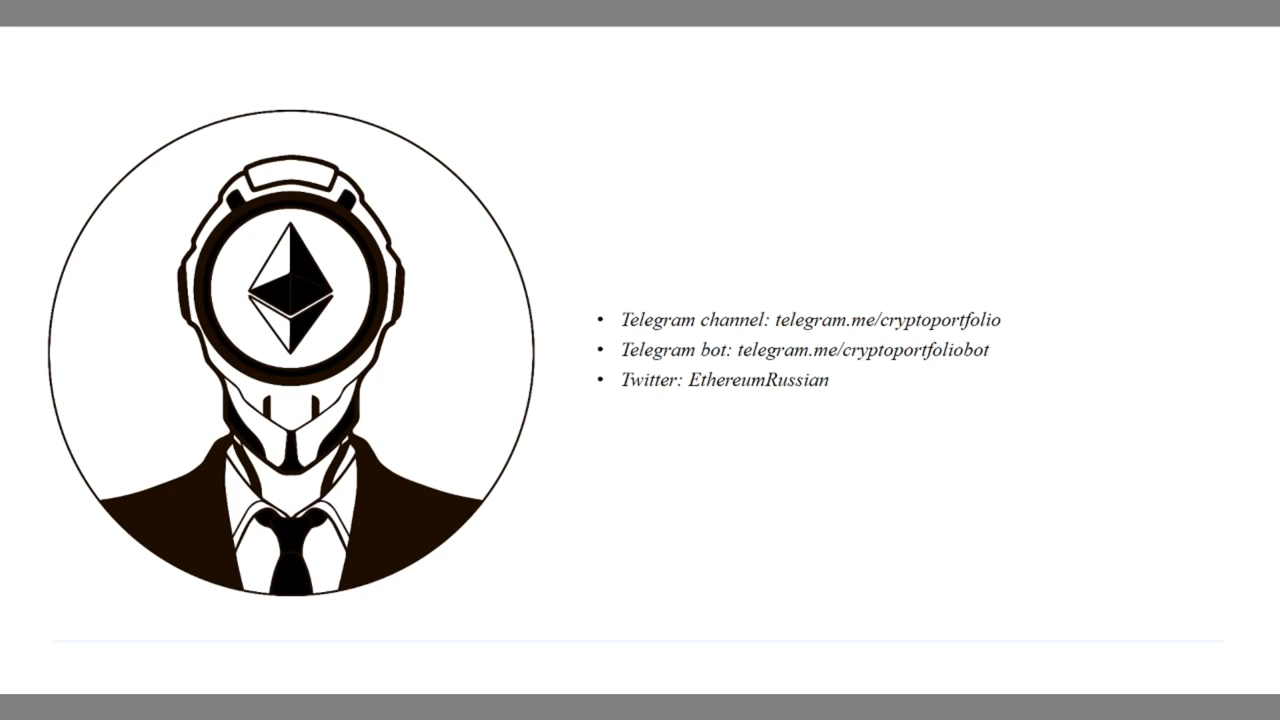 • Telegram channel: telegram.me/cryptoportfolio
• Telegram bot: telegram.me/cryptoportfoliobot
• Twitter: EthereumRussian